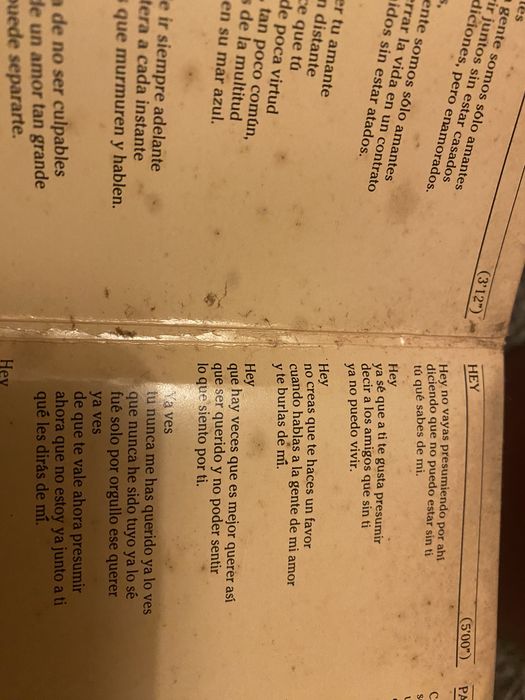 gente somos sólo amantes
ir juntos sin estar casados
diciones, pero enamorados.
ente somos sólo amantes
rrar la vida en un contrato
idos sin estar atados.
er tu amante
n distante
ce que tú
de poca virtud
tan poco común,
s de la multitud
en su mar azul.
e ir siempre adelante
tera a cada instante
que murmuren y hablen.
a de no ser culpables
de un amor tan grande
puede separarte.
(3'12")
HEY (5'00")
Hey no vayas presumiendo por ahí
diciendo que no puedo estar sin ti
tú qué sabes de mi.
Hey
ya sé que a ti te gusta presumir
decir a los amigos que sin ti
ya no puedo vivir.
Hey
no creas que te haces un favor
cuando hablas a la gente de mi amor
y te burlas de mí.
Hey
que hay veces que es mejor querer así
que ser querido y no poder sentir
lo que siento por ti.
Ya ves
tu nunca me has querido ya lo ves
que nunca he sido tuyo ya lo sé
fué solo por orgullo ese querer
ya ves
de que te vale ahora presumir
ahora que no estoy ya junto a ti
qué les dirás de mi.
Hey
PA